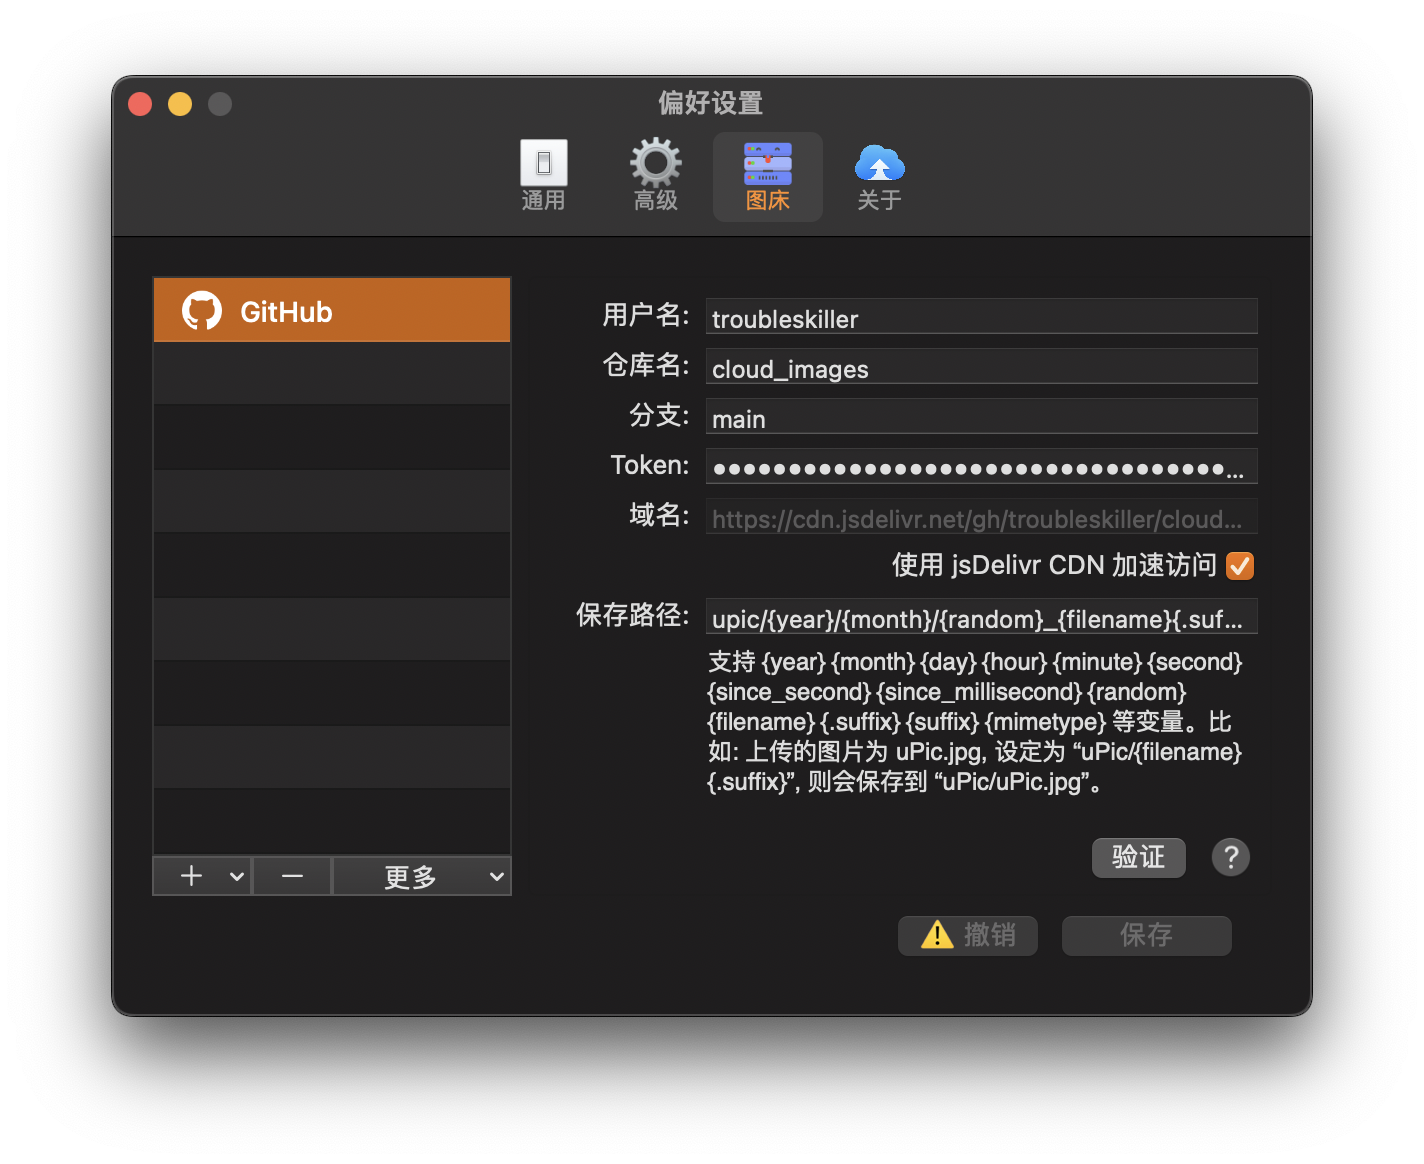 偏好设置
通用
高级
图床
关于
GitHub
用户名: troubleskiller
仓库名: cloud_images
分支: main
Token: ●●●●●●●●●●●●●●●●●●●●●●●●●●●●●●●●●●...
域名: https://cdn.jsdelivr.net/gh/troubleskiller/cloud...
使用 jsDelivr CDN 加速访问
保存路径: upic/{year}/{month}/{random}_{filename}{.suf...
支持 {year} {month} {day} {hour} {minute} {second}
{since_second} {since_millisecond} {random}
{filename} {.suffix} {suffix} {mimetype} 等变量。比
如: 上传的图片为 uPic.jpg, 设定为 “uPic/{filename}
{.suffix}”, 则会保存到 “uPic/uPic.jpg”。
验证 ?
更多
撤销
保存